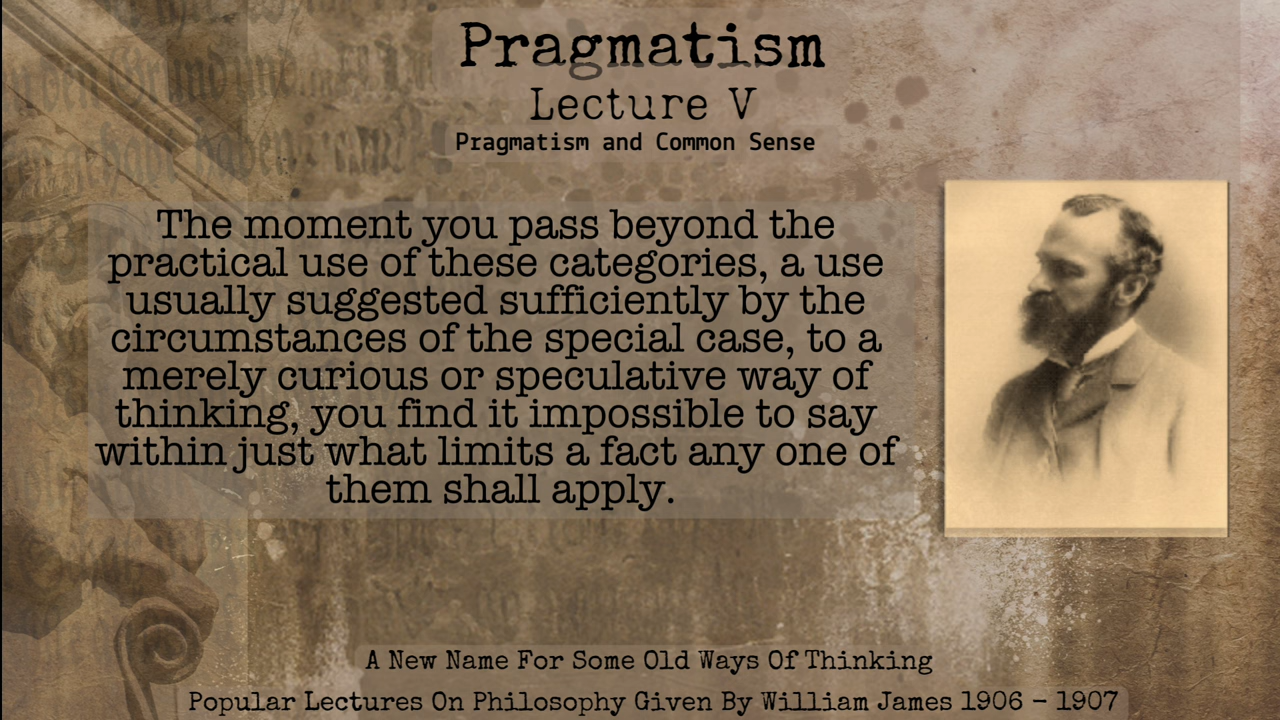 Pragmatism
Lecture V
Pragmatism and Common Sense
The moment you pass beyond the
practical use of these categories, a use
usually suggested sufficiently by the
circumstances of the special case, to a
merely curious or speculative way of
thinking, you find it impossible to say
within just what limits a fact any one of
them shall apply.
A New Name For Some Old Ways Of Thinking
Popular Lectures On Philosophy Given By William James 1906 - 1907